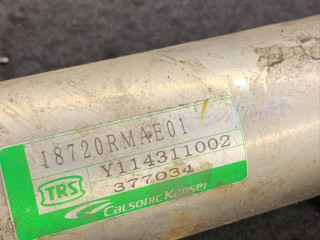 18720RMAE01
Y114311002
377034
TRS
Calsonic Kansei